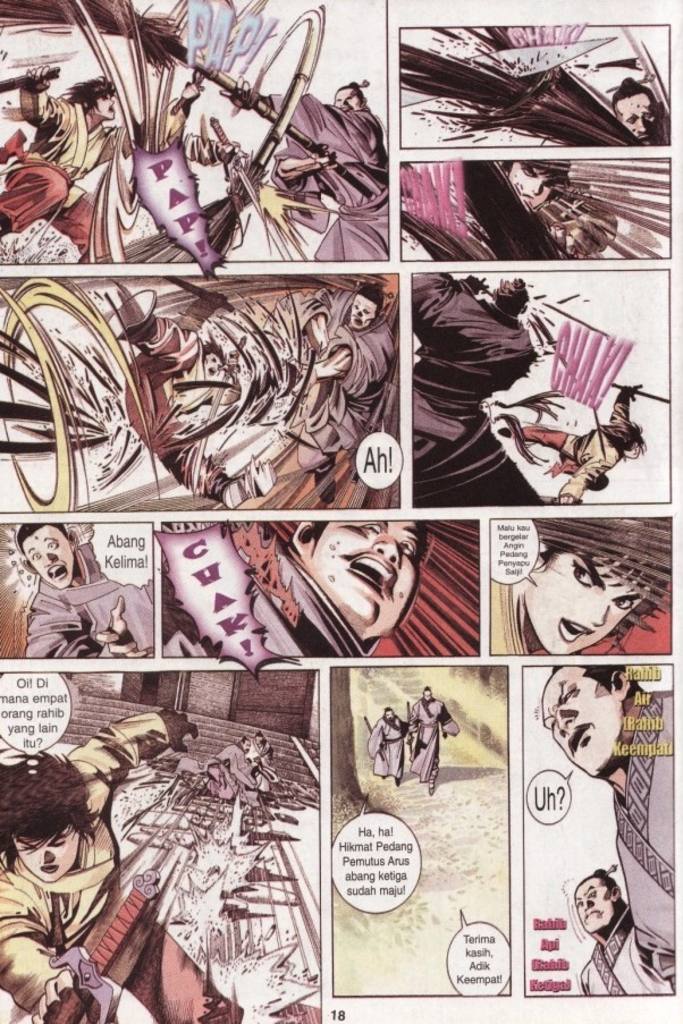 PAP!
PAP!
CHAK!
CHAK!
Ah!
CHAK!
Abang
Kelima!
CHAK!
Malu kau
bergelar
Angin
Pedang
Penyapu
Salji!
Oi! Di
mana empat
orang rahib
yang lain
itu?
Ha, ha!
Hikmat Pedang
Pemutus Arus
abang ketiga
sudah maju!
Terima
kasih,
Adik
Keempat!
Rahib
Air
(Rahib
Keempat)
Uh?
Rahib
Api
(Rahib
Ketiga)
18